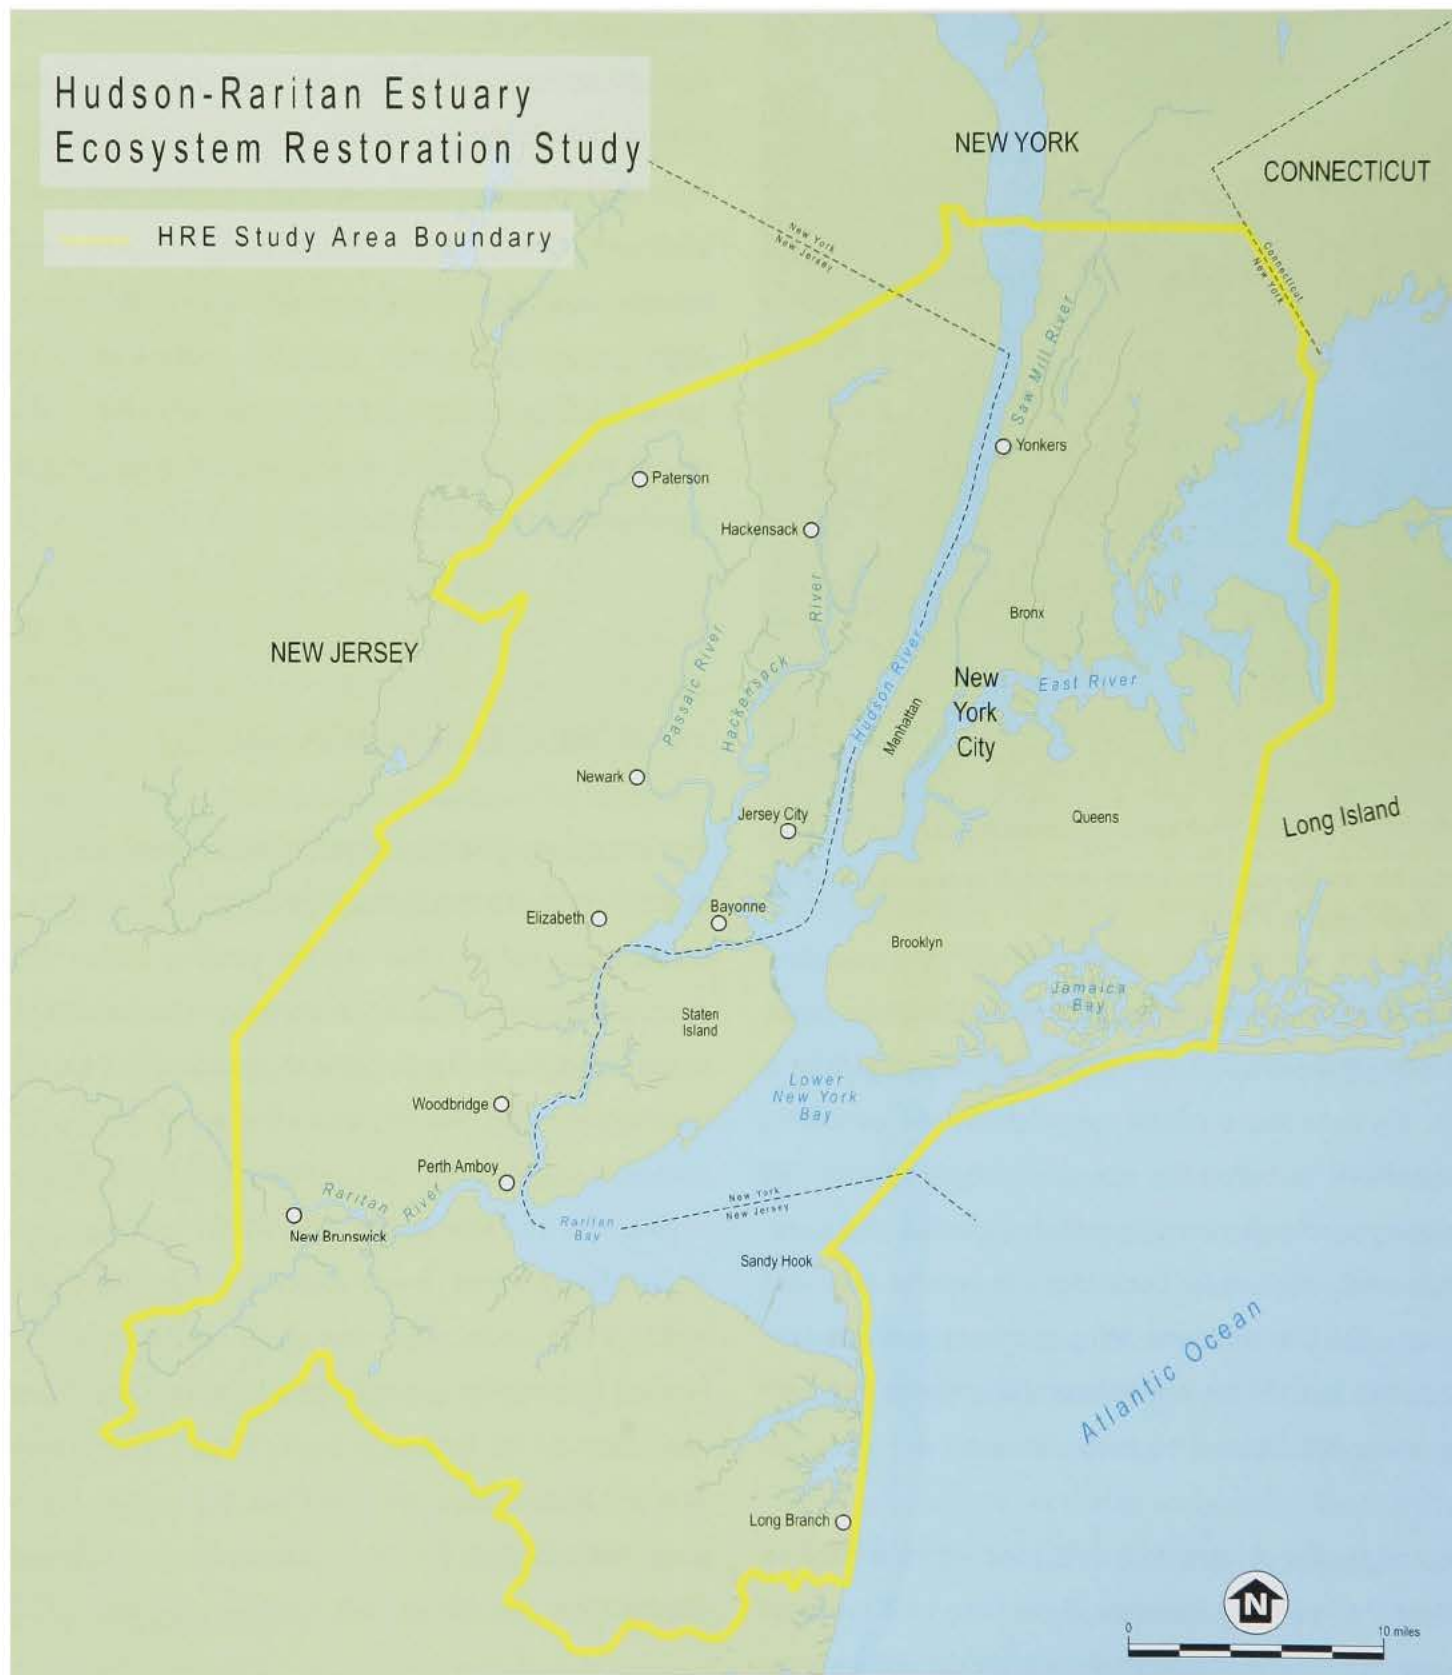 Hudson-Raritan Estuary
Ecosystem Restoration Study
HRE Study Area Boundary
NEW YORK
CONNECTICUT
New York
New Jersey
Connecticut
New York
Saw Mill River
Yonkers
Paterson
Hackensack
River
Hackensack
Passaic River
Bronx
NEW JERSEY
Hudson River
Manhattan
New
York
City
East River
Newark
Jersey City
Queens
Long Island
Elizabeth
Bayonne
Brooklyn
Jamaica
Bay
Staten
Island
Lower
New York
Bay
Woodbridge
Perth Amboy
Raritan River
New Brunswick
Raritan
Bay
New York
New Jersey
Sandy Hook
Atlantic Ocean
Long Branch
N
0
10 miles